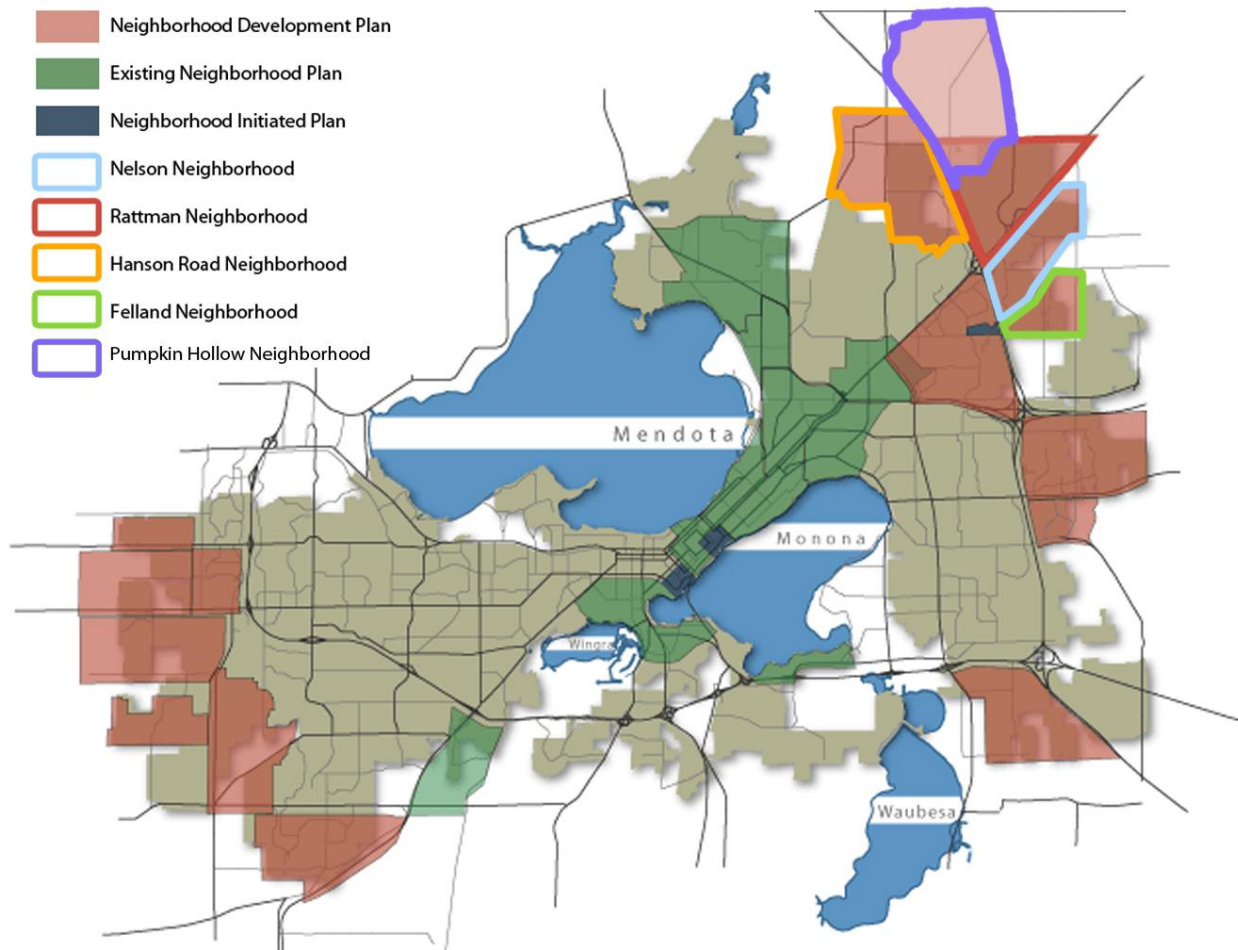 Neighborhood Development Plan
Existing Neighborhood Plan
Neighborhood Initiated Plan
Nelson Neighborhood
Rattman Neighborhood
Hanson Road Neighborhood
Felland Neighborhood
Pumpkin Hollow Neighborhood
Mendota
Monona
Wingra
Waubesa